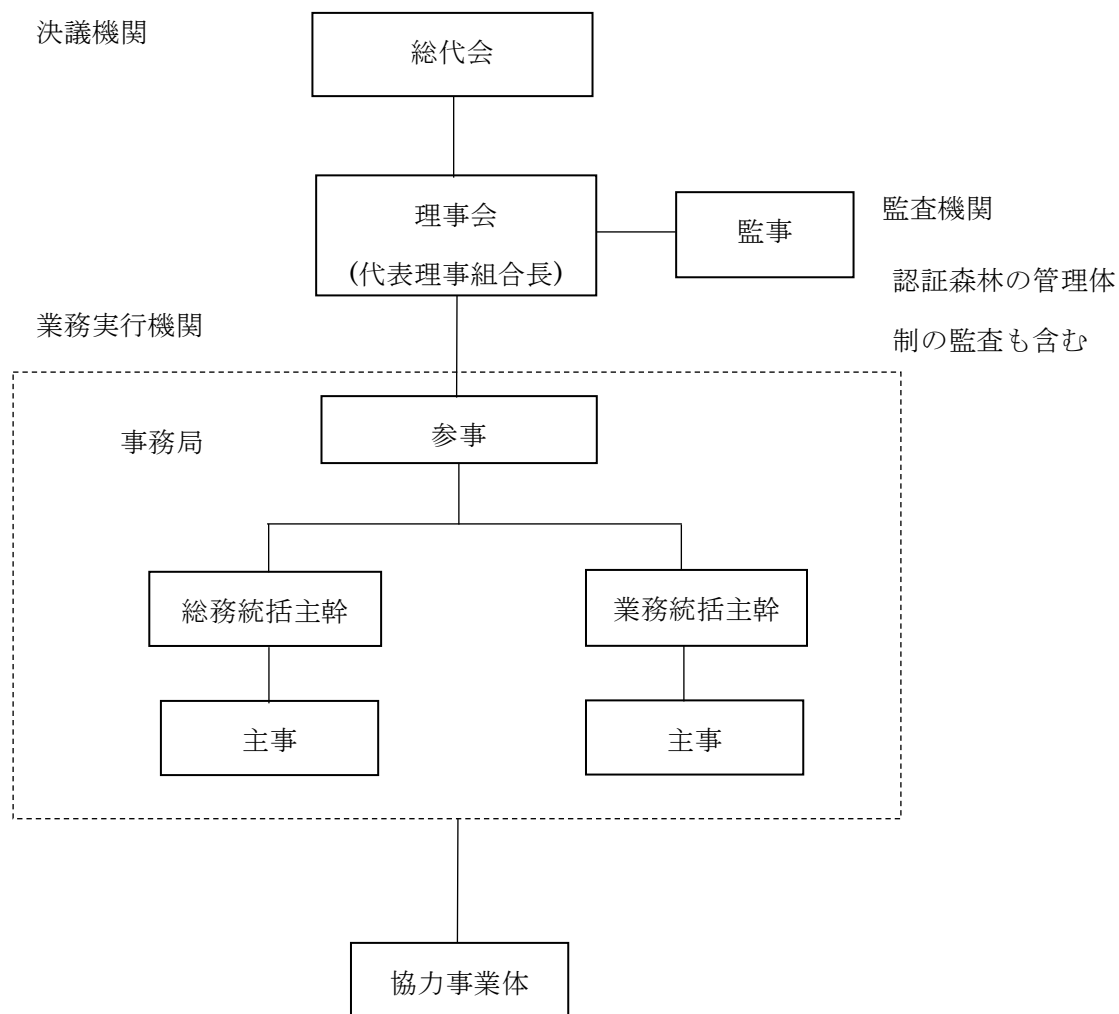 決議機関
総代会
理事会
(代表理事組合長)
監事
監査機関
認証森林の管理体
制の監査も含む
業務実行機関
事務局
参事
総務統括主幹
業務統括主幹
主事
主事
協力事業体